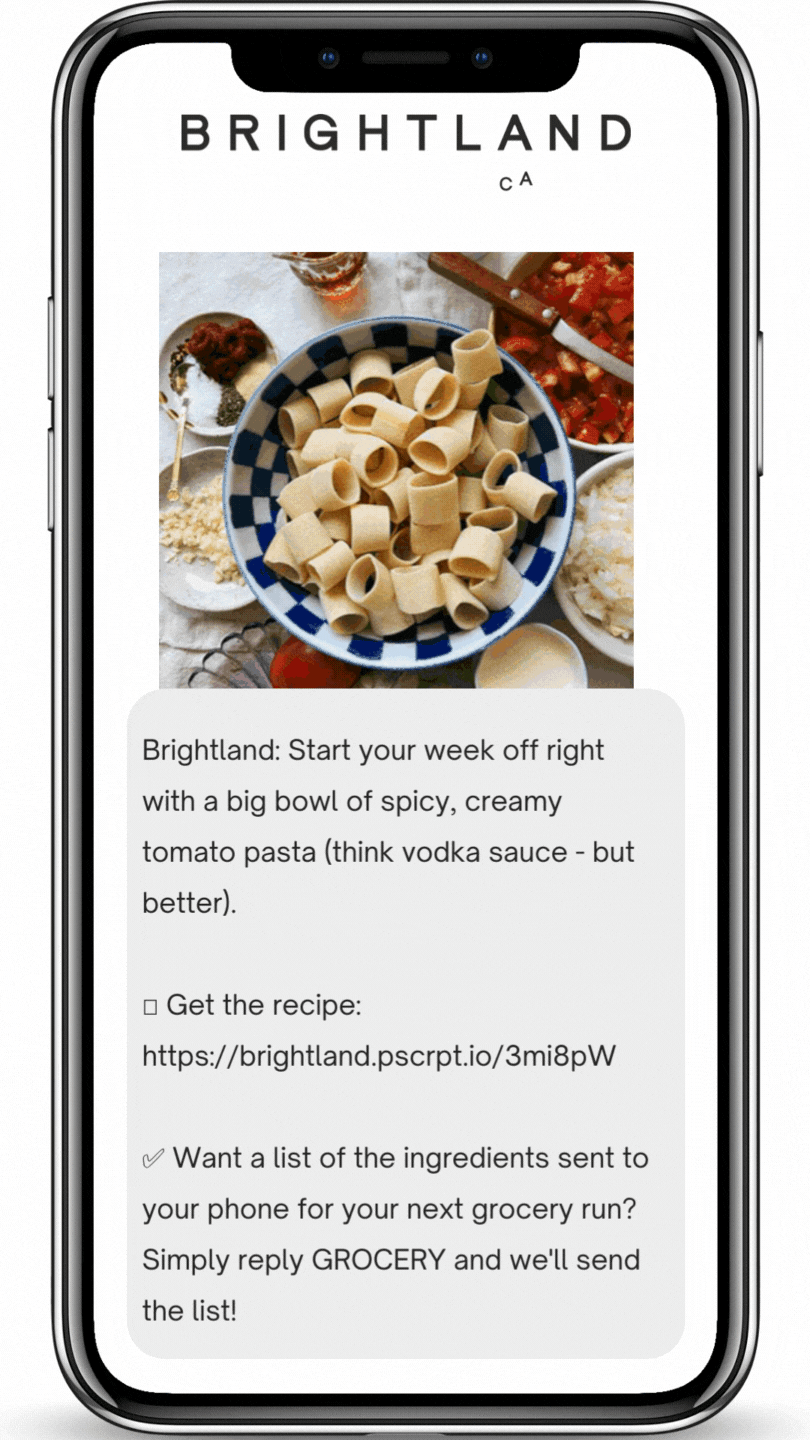 BRIGHTLAND
CA
Brightland: Start your week off right
with a big bowl of spicy, creamy
tomato pasta (think vodka sauce - but
better).
▯ Get the recipe:
https://brightland.pscrpt.io/3mi8pW
✅ Want a list of the ingredients sent to
your phone for your next grocery run?
Simply reply GROCERY and we'll send
the list!